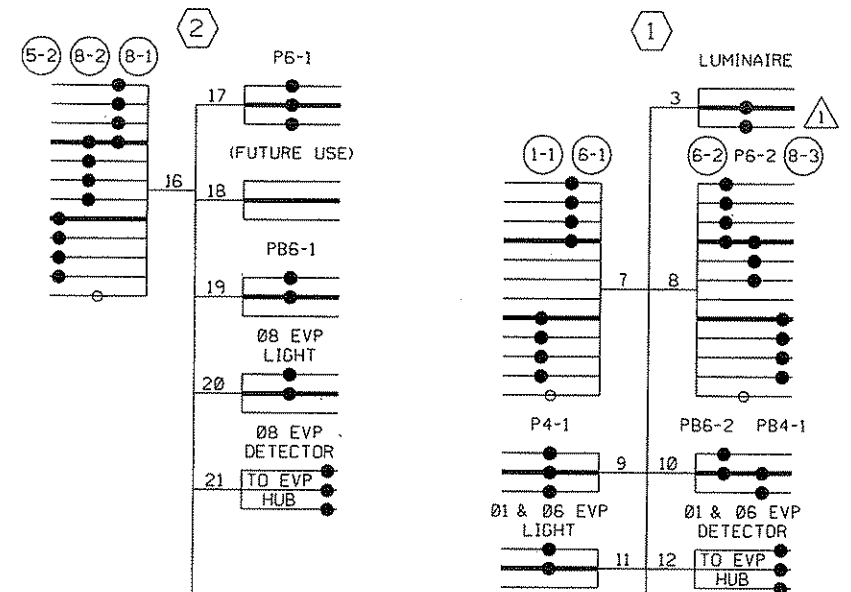 2
5-2 8-2 8-1
16
17
P6-1
(FUTURE USE)
18
PB6-1
19
Ø8 EVP
LIGHT
20
Ø8 EVP
DETECTOR
21
TO EVP
HUB
1
LUMINAIRE
3
1
1-1 6-1
6-2 P6-2 8-3
7
8
P4-1
PB6-2 PB4-1
9
10
Ø1 & Ø6 EVP
LIGHT
Ø1 & Ø6 EVP
DETECTOR
11
12
TO EVP
HUB